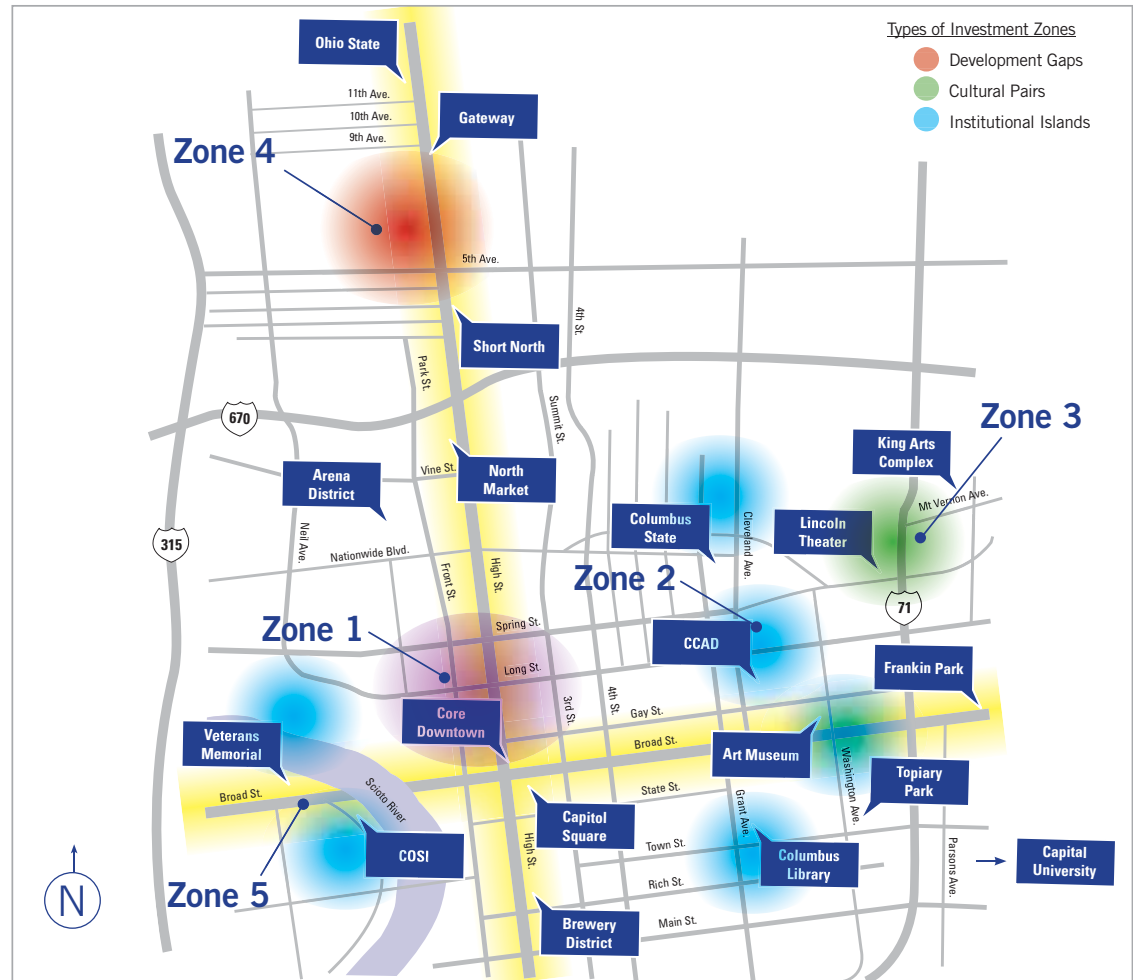 Types of Investment Zones
Development Gaps
Cultural Pairs
Institutional Islands
Ohio State
11th Ave.
10th Ave.
9th Ave.
Gateway
Zone 4
5th Ave.
4th St.
Short North
Park St.
Summit St.
670
Zone 3
King Arts
Complex
Mt Vernon Ave.
Arena
District
Vine St.
North
Market
Columbus
State
Cleveland Ave.
Lincoln
Theater
315
Neil Ave.
Nationwide Blvd.
Front St.
High St.
Zone 2
71
Zone 1
Spring St.
CCAD
Long St.
Frankin Park
Core
Downtown
3rd St.
4th St.
Gay St.
Broad St.
Veterans
Memorial
Art Museum
Washington Ave.
Topiary
Park
Broad St.
Scioto River
State St.
Grant Ave.
Capitol
Square
COSI
High St.
Town St.
Columbus
Library
Parsons Ave.
Capital
University
Zone 5
Rich St.
Main St.
Brewery
District
N